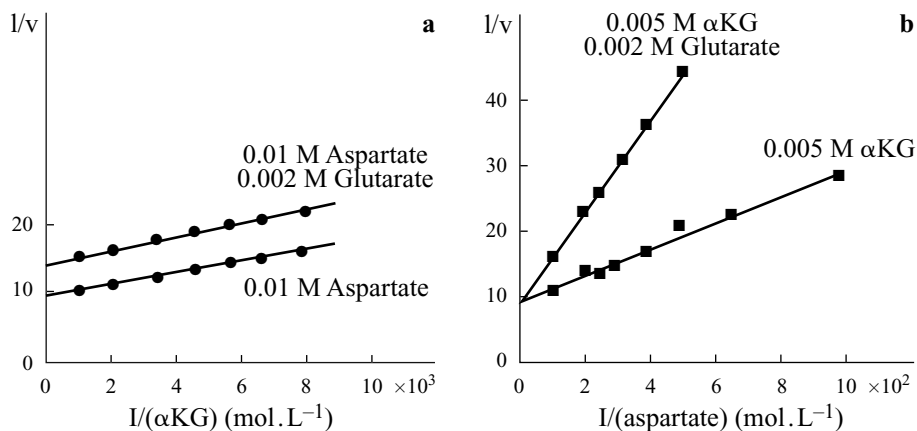 l/v
a
0.01 M Aspartate
0.002 M Glutarate
20
10
0.01 M Aspartate
0
0 2 4 6 8 10 ×10³
I/(αKG) (mol.L⁻¹)
l/v
b
0.005 M αKG
0.002 M Glutarate
40
30
0.005 M αKG
20
10
0
0 2 4 6 8 10 ×10²
I/(aspartate) (mol.L⁻¹)